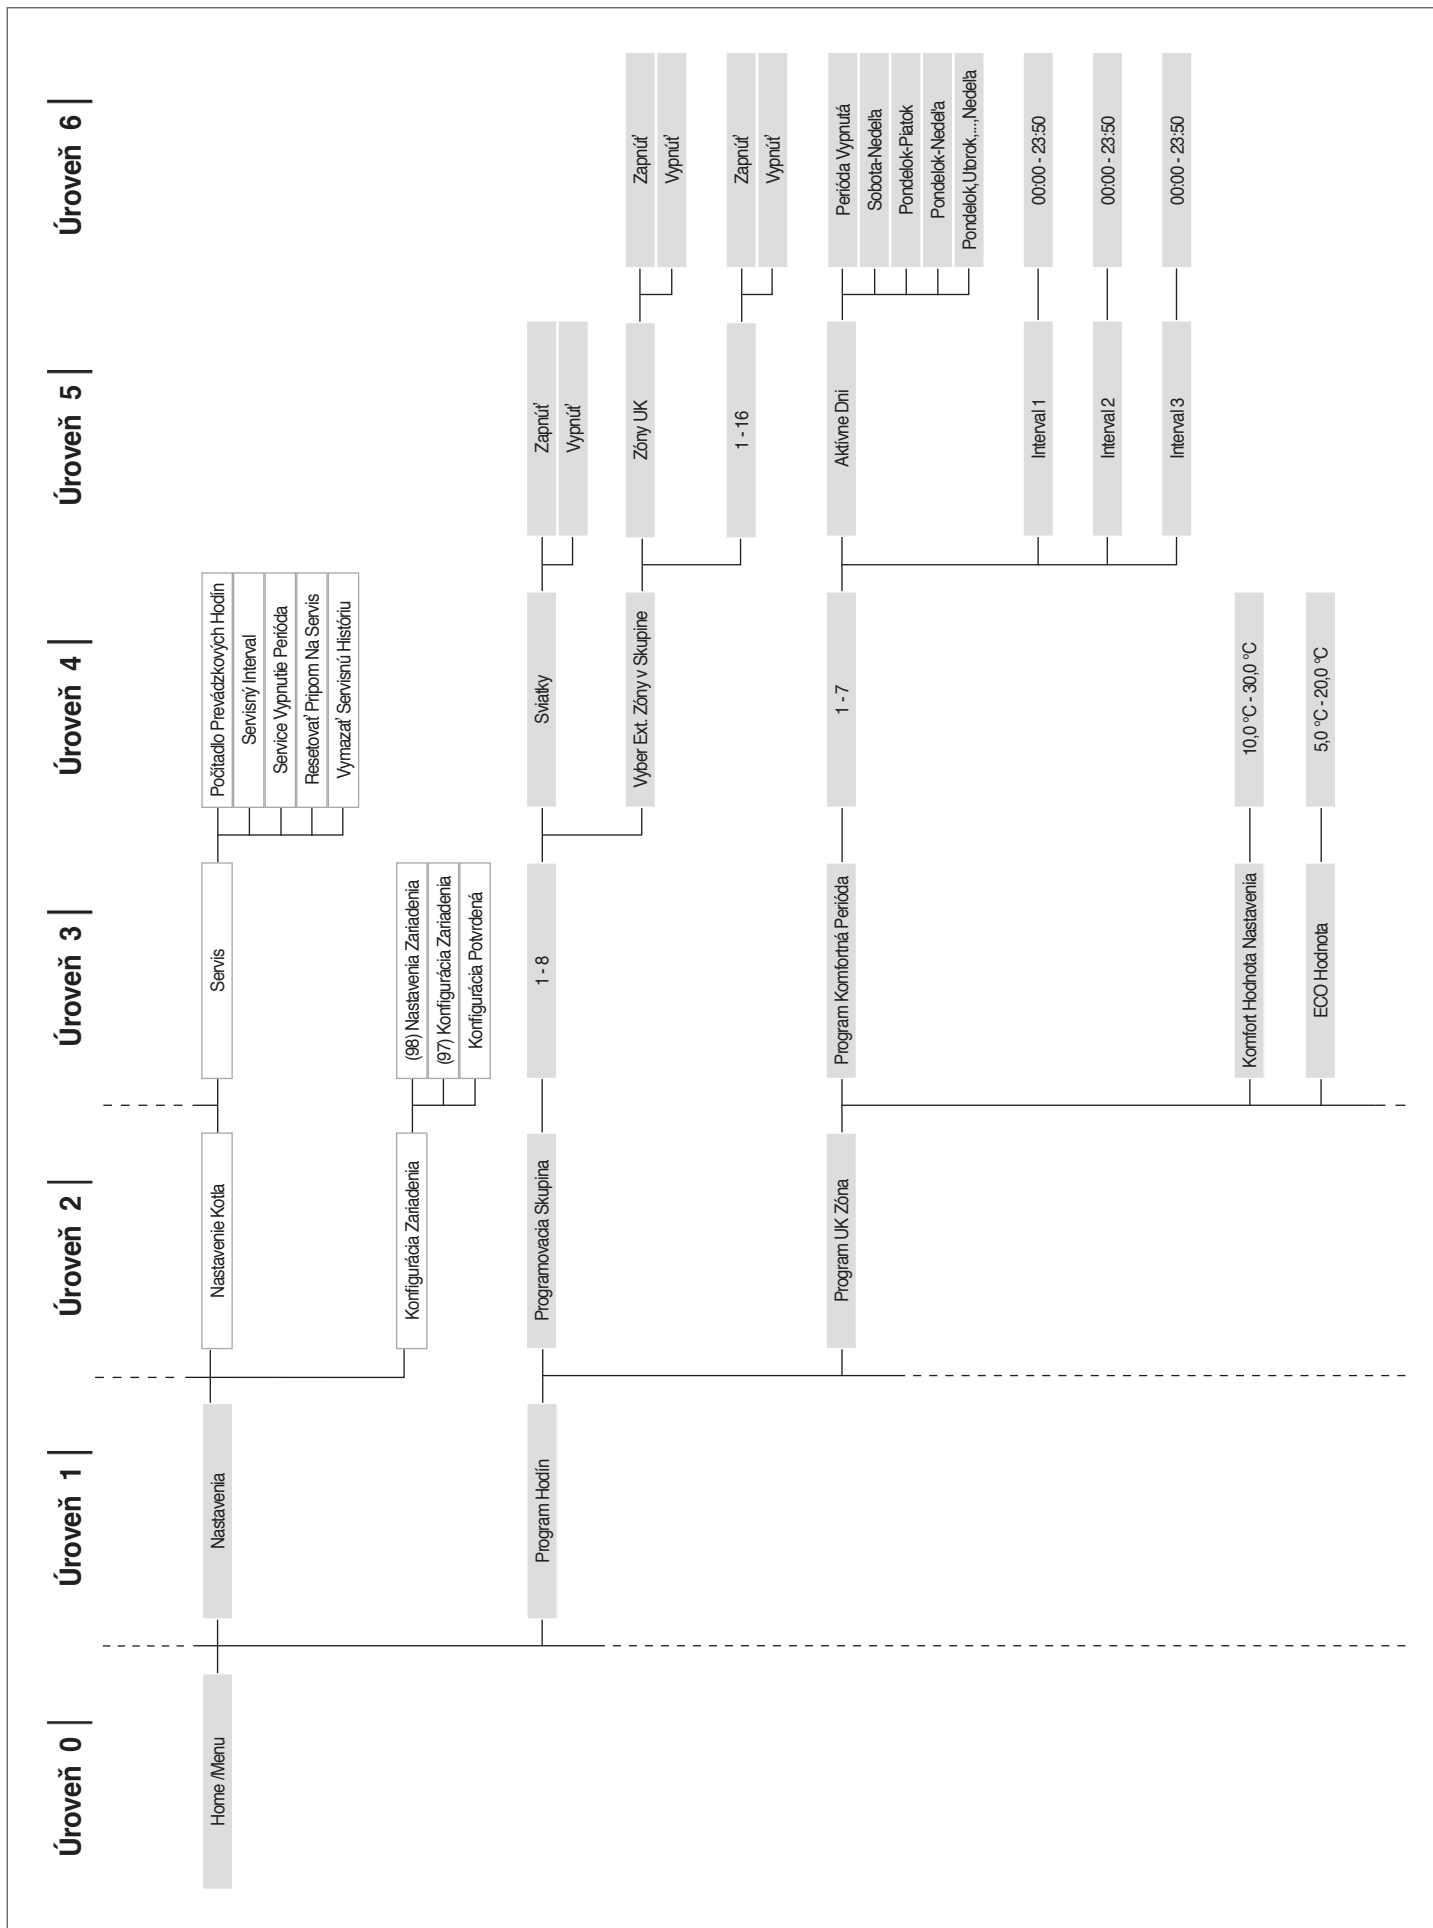 Úroveň 0
Úroveň 1
Úroveň 2
Úroveň 3
Úroveň 4
Úroveň 5
Úroveň 6
Home /Menu
Nastavenia
Nastavenie Kotla
Servis
Počítadlo Prevádzkových Hodín
Servisný Interval
Service Vypnutie Perióda
Resetovať Pripom Na Servis
Vymazať Servisnú Históriu
Konfigurácia Zariadenia
(98) Nastavenia Zariadenia
(97) Konfigurácia Zariadenia
Konfigurácia Potvrdená
Program Hodín
Programovacia Skupina
1 - 8
Sviatky
Zapnúť
Vypnúť
Vyber Ext. Zóny v Skupine
Zóny UK
Zapnúť
Vypnúť
1 - 16
Zapnúť
Vypnúť
Program UK Zóna
Program Komfortná Perióda
1 - 7
Aktívne Dni
Perióda Vypnutá
Sobota-Nedeľa
Pondelok-Piatok
Pondelok-Nedeľa
Pondelok,Utorok,...,Nedeľa
Interval 1
00:00 - 23:50
Interval 2
00:00 - 23:50
Interval 3
00:00 - 23:50
Komfort Hodnota Nastavenia
10,0 °C - 30,0 °C
ECO Hodnota
5,0 °C - 20,0 °C